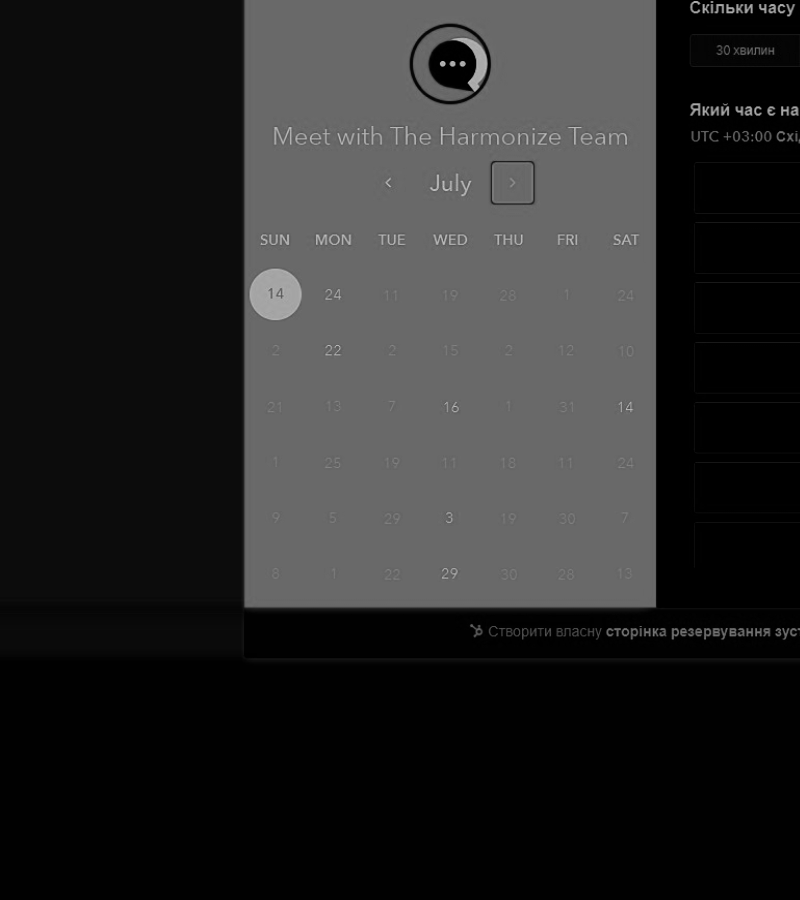 Скільки часу
30 хвилин
Meet with The Harmonize Team
Який час є на
UTC +03:00 Схі
July
SUN MON TUE WED THU FRI SAT
14 24 11 19 28 1 24
2 22 2 15 2 12 10
21 13 7 16 1 31 14
1 25 19 11 18 11 24
9 5 29 3 19 30 7
8 1 22 29 30 28 13
Створити власну сторінка резервування зуст